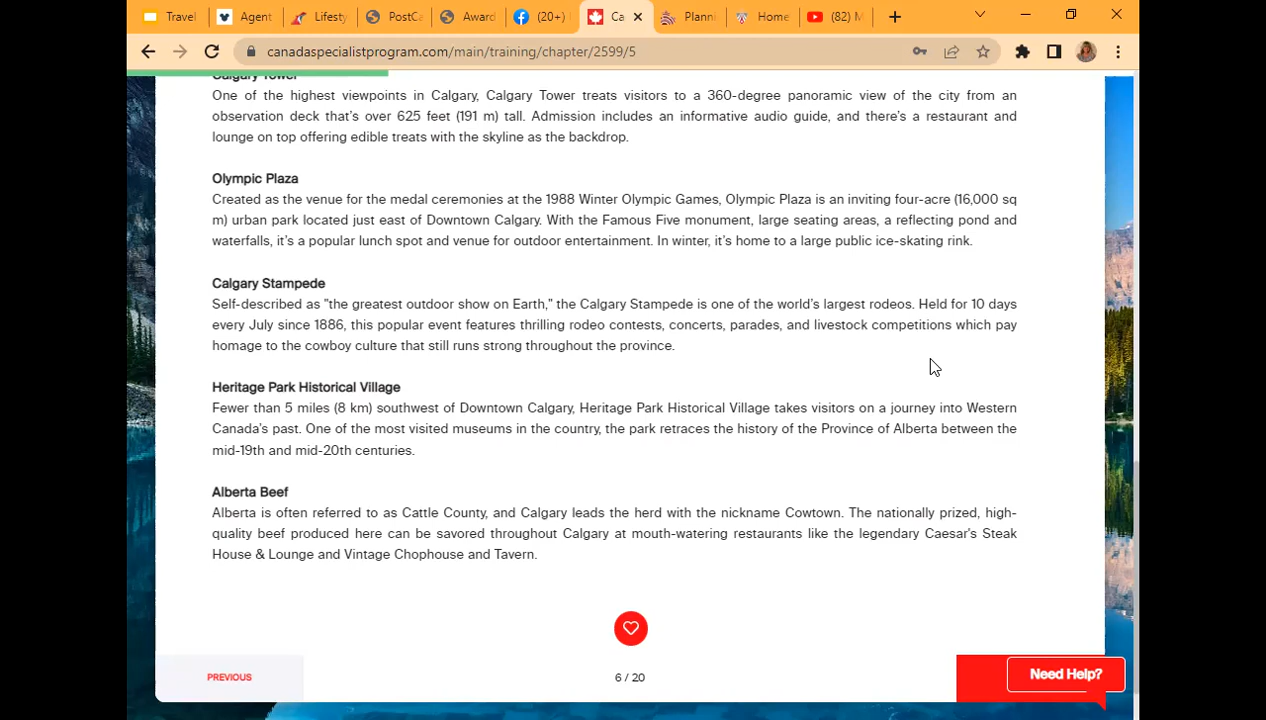 Travel
Agent
Lifesty
PostCa
Award
(20+)
Ca
Planni
Home
(82) M
canadaspecialistprogram.com/main/training/chapter/2599/5
Calgary Tower
One of the highest viewpoints in Calgary, Calgary Tower treats visitors to a 360-degree panoramic view of the city from an
observation deck that's over 625 feet (191 m) tall. Admission includes an informative audio guide, and there's a restaurant and
lounge on top offering edible treats with the skyline as the backdrop.
Olympic Plaza
Created as the venue for the medal ceremonies at the 1988 Winter Olympic Games, Olympic Plaza is an inviting four-acre (16,000 sq
m) urban park located just east of Downtown Calgary. With the Famous Five monument, large seating areas, a reflecting pond and
waterfalls, it's a popular lunch spot and venue for outdoor entertainment. In winter, it's home to a large public ice-skating rink.
Calgary Stampede
Self-described as "the greatest outdoor show on Earth," the Calgary Stampede is one of the world's largest rodeos. Held for 10 days
every July since 1886, this popular event features thrilling rodeo contests, concerts, parades, and livestock competitions which pay
homage to the cowboy culture that still runs strong throughout the province.
Heritage Park Historical Village
Fewer than 5 miles (8 km) southwest of Downtown Calgary, Heritage Park Historical Village takes visitors on a journey into Western
Canada's past. One of the most visited museums in the country, the park retraces the history of the Province of Alberta between the
mid-19th and mid-20th centuries.
Alberta Beef
Alberta is often referred to as Cattle County, and Calgary leads the herd with the nickname Cowtown. The nationally prized, high-
quality beef produced here can be savored throughout Calgary at mouth-watering restaurants like the legendary Caesar's Steak
House & Lounge and Vintage Chophouse and Tavern.
PREVIOUS
6 / 20
Need Help?